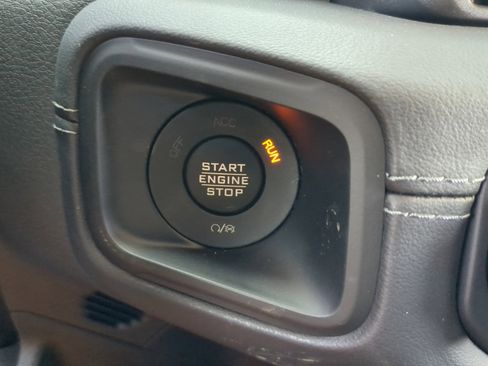 ACC
OFF
RUN
START
ENGINE
STOP